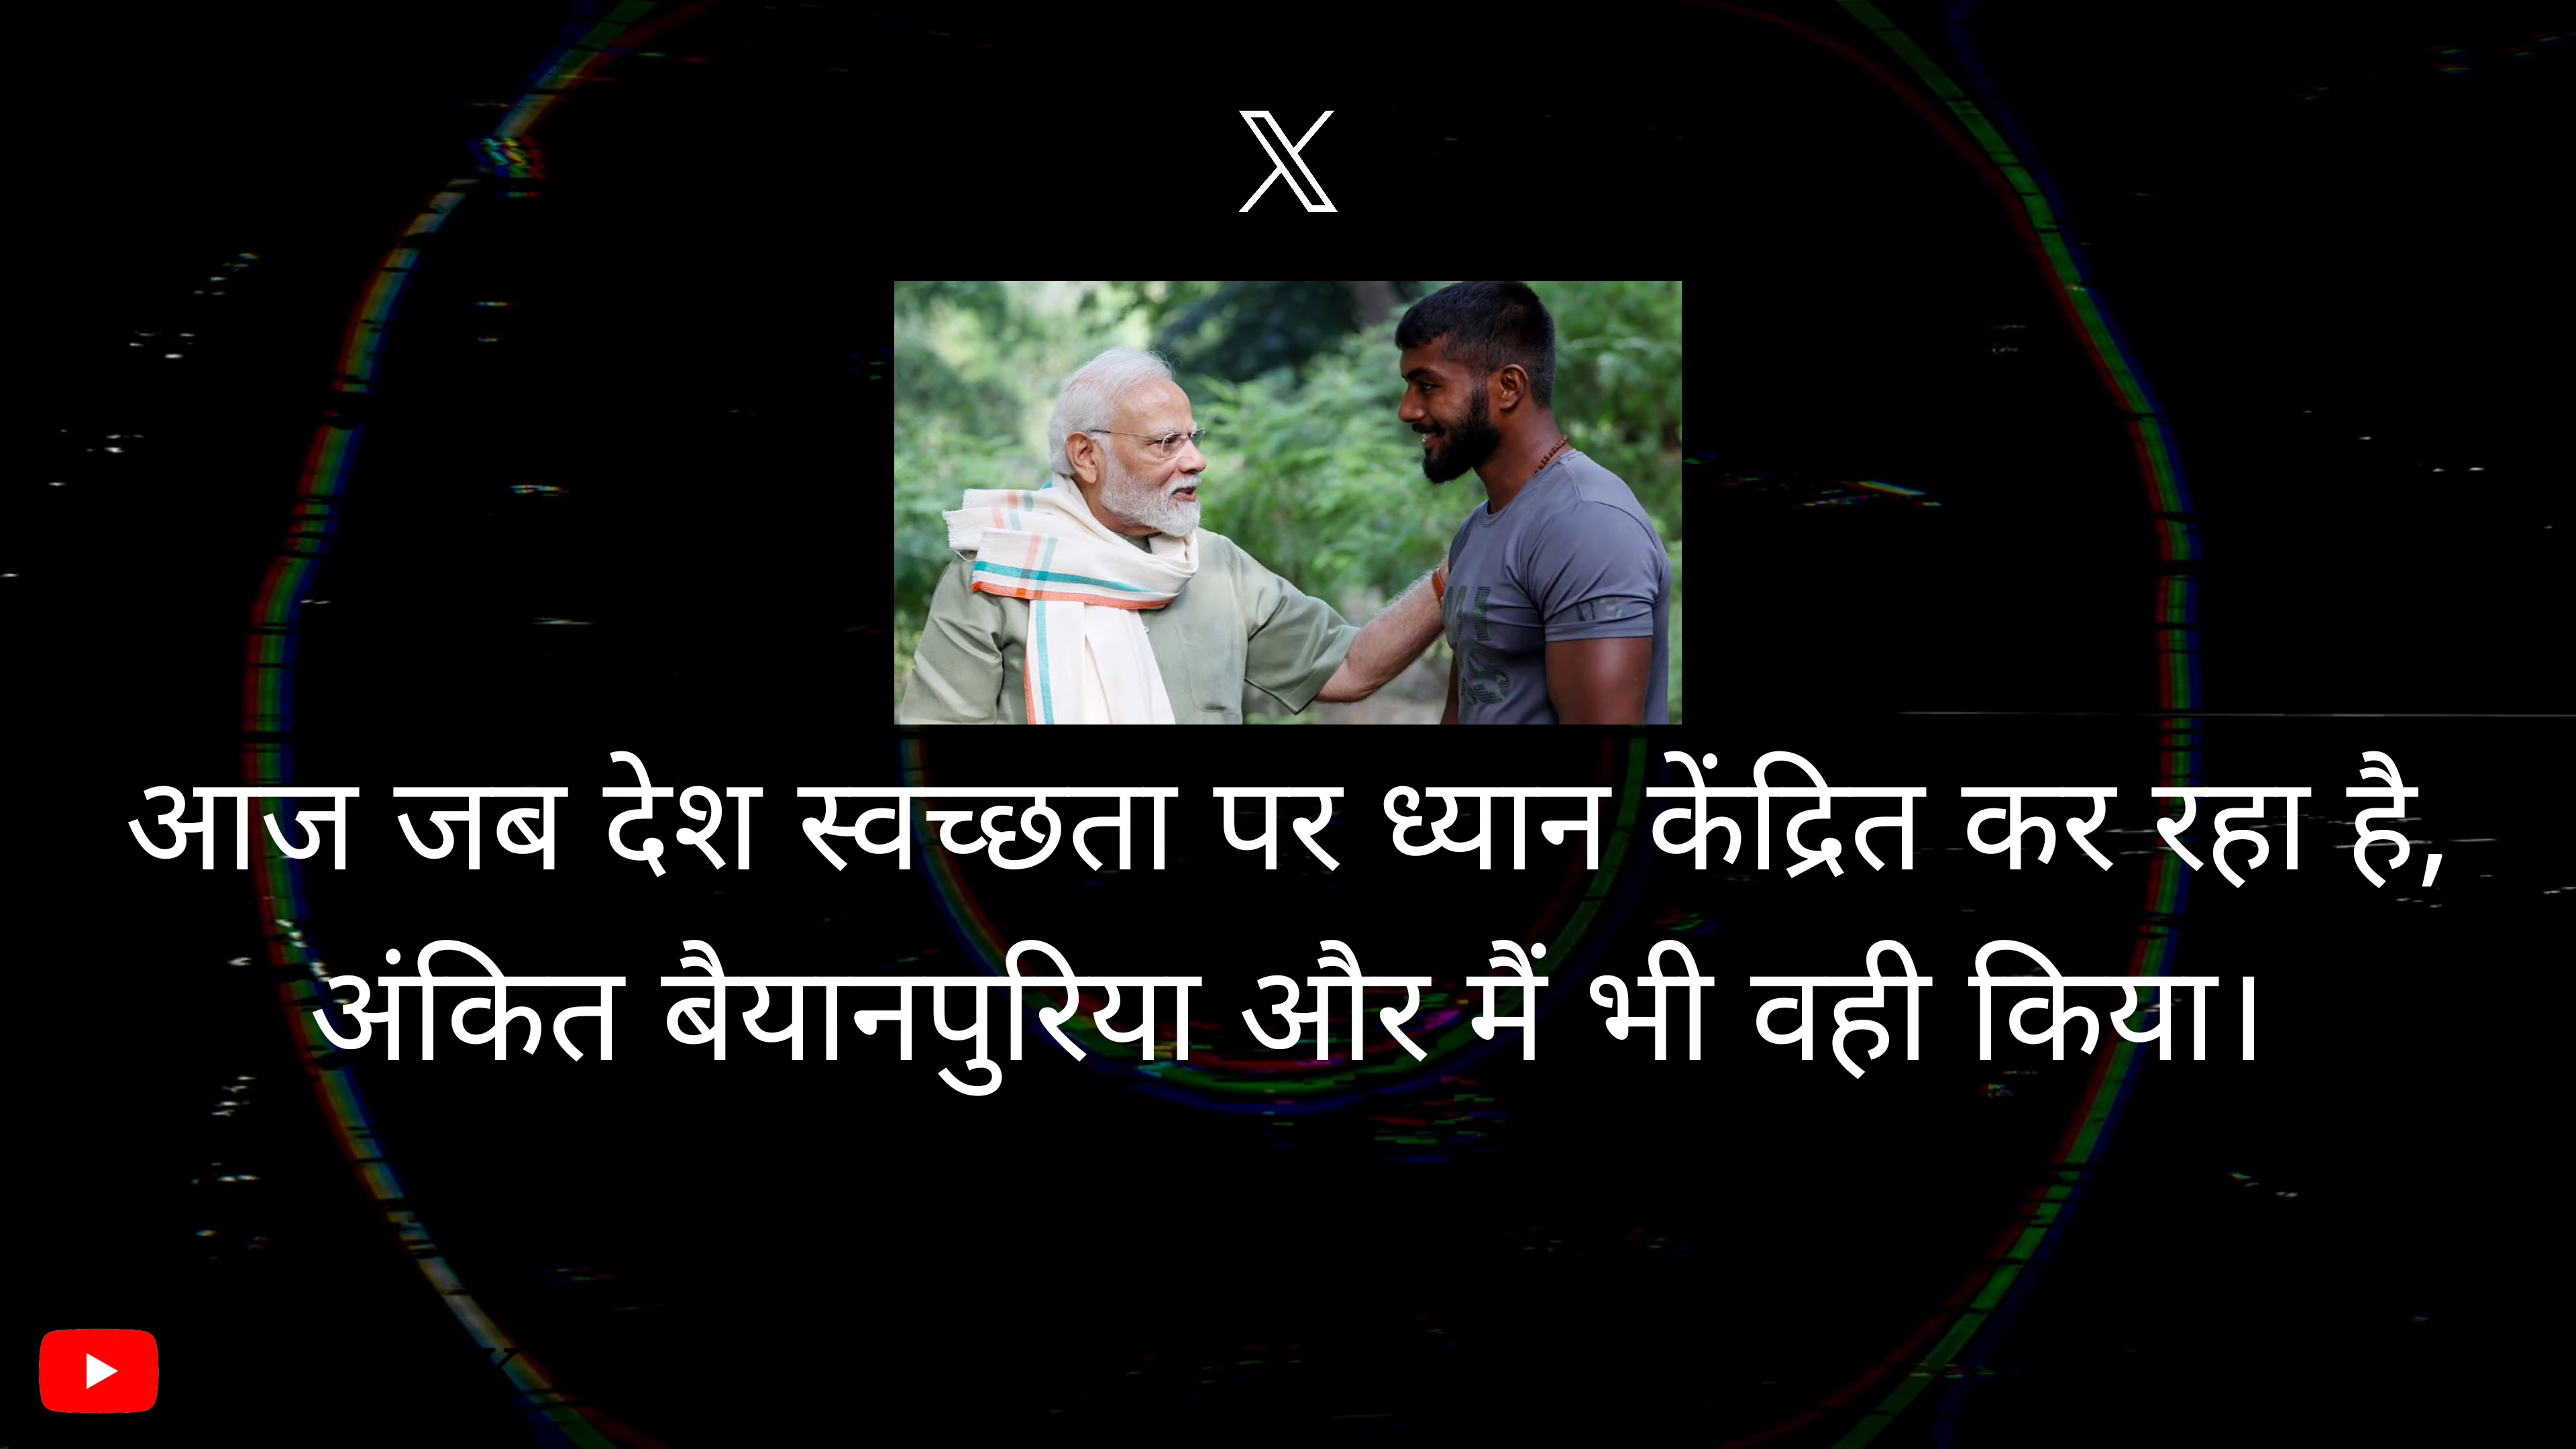 आज जब देश स्वच्छता पर ध्यान केंद्रित कर रहा है,
अंकित बैयानपुरिया और मैं भी वही किया।